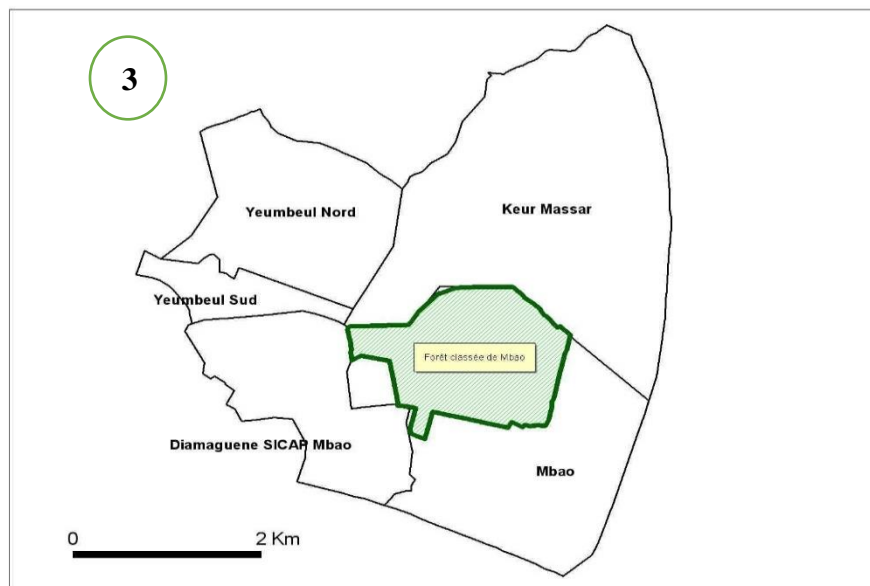 3
Yeumbeul Nord
Keur Massar
Yeumbeul Sud
Forêt classée de Mbao
Diamaguene SICAP Mbao
Mbao
0 2 Km